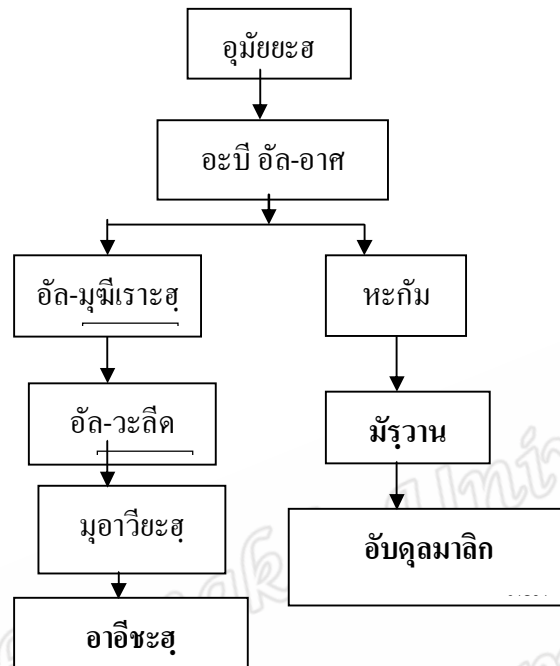 อุมัยยะฮ
อะบี อัล-อาศ
อัล-มุฆีเราะฮฺ
หะกัม
อัล-วะลีด
มัรฺวาน
มุอาวียะฮฺ
อับดุลมาลิก
อาอีชะฮฺ